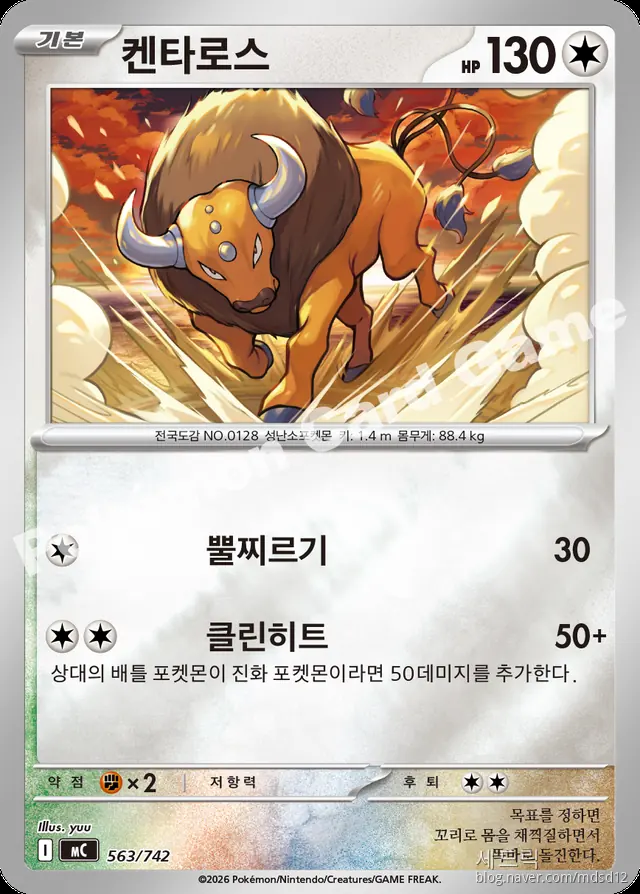 기본
켄타로스
HP 130
전국도감 NO.0128 성난소포켓몬 키: 1.4 m 몸무게: 88.4 kg
뿔찌르기 30
클린히트 50+
상대의 배틀 포켓몬이 진화 포켓몬이라면 50데미지를 추가한다.
약점 ×2 저항력 후퇴
목표를 정하면
꼬리로 몸을 채찍질하면서
돌진한다.
Illus. yuu
I MC 563/742
©2026 Pokémon/Nintendo/Creatures/GAME FREAK.
Pokémon Card Game
blog.naver.com/mdsd12